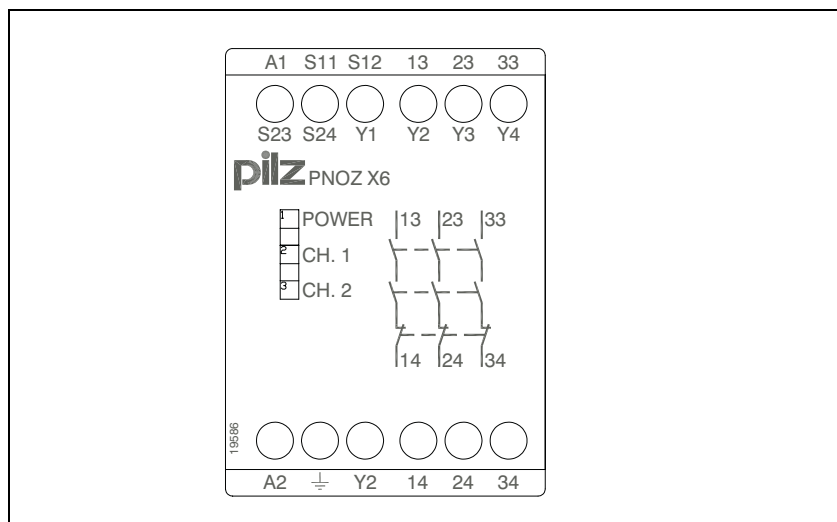 A1 S11 S12 13 23 33
S23 S24 Y1 Y2 Y3 Y4
pilz PNOZ X6
1 POWER 13 23 33
2 CH. 1
3 CH. 2
14 24 34
19586
A2 Y2 14 24 34